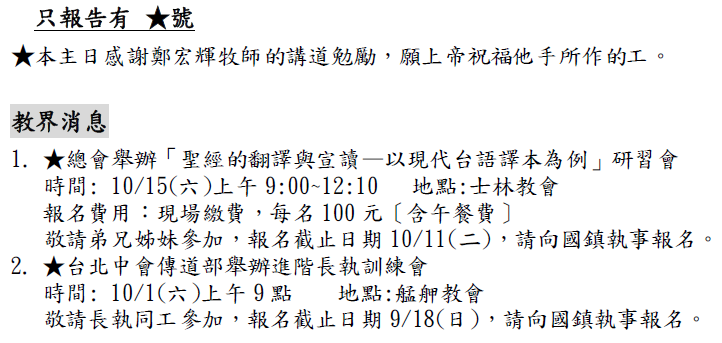 只報告有 ★號
★本主日感謝鄭宏輝牧師的講道勉勵，願上帝祝福他手所作的工。
教界消息
1. ★總會舉辦「聖經的翻譯與宣讀—以現代台語譯本為例」研習會
時間: 10/15(六)上午 9:00~12:10 地點:士林教會
報名費用：現場繳費，每名 100 元〔含午餐費〕
敬請弟兄姊妹參加，報名截止日期 10/11(二)，請向國鎮執事報名。
2. ★台北中會傳道部舉辦進階長執訓練會
時間: 10/1(六)上午 9 點 地點:艋舺教會
敬請長執同工參加，報名截止日期 9/18(日)，請向國鎮執事報名。